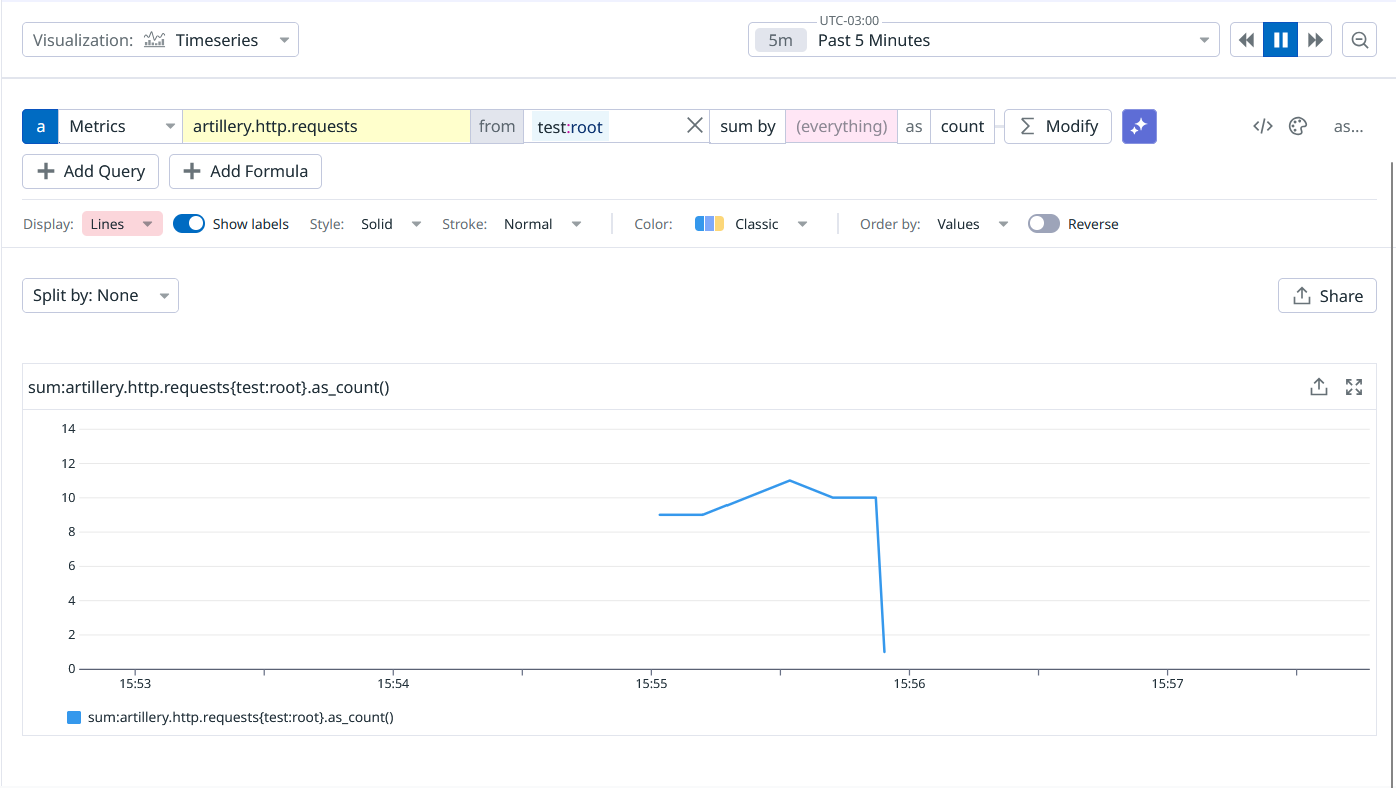 UTC-03:00
Visualization: Timeseries 5m Past 5 Minutes
a Metrics artillery.http.requests from test:root sum by (everything) as count Modify as...
Add Query Add Formula
Display: Lines Show labels Style: Solid Stroke: Normal Color: Classic Order by: Values Reverse
Split by: None Share
sum:artillery.http.requests{test:root}.as_count()
14
12
10
8
6
4
2
0
15:53 15:54 15:55 15:56 15:57
sum:artillery.http.requests{test:root}.as_count()